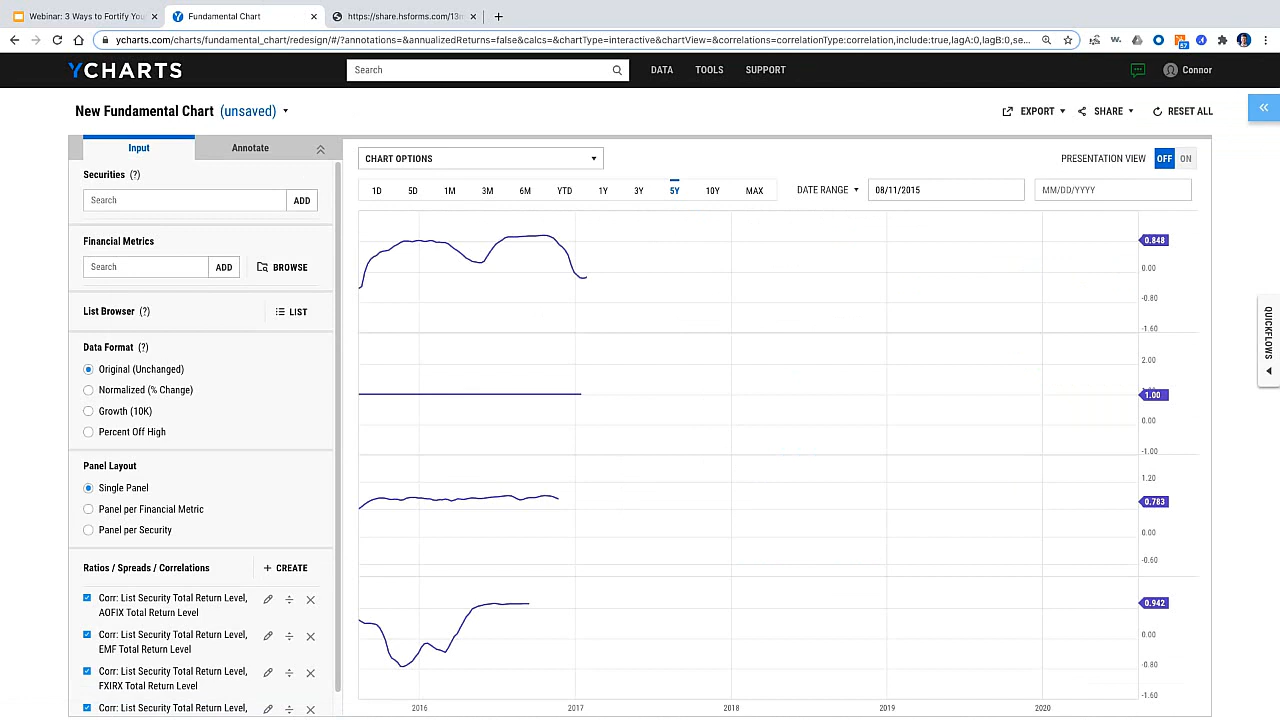 Webinar: 3 Ways to Fortify You
Fundamental Chart
https://share.hsforms.com/13m
ycharts.com/charts/fundamental_chart/redesign/#/?annotations=&annualizedReturns=false&calcs=&chartType=interactive&chartView=&correlations=correlationType:correlation,include:true,lagA:0,lagB:0,se...
YCHARTS
Search
DATA
TOOLS
SUPPORT
Connor
New Fundamental Chart (unsaved)
EXPORT
SHARE
RESET ALL
Input
Annotate
Securities (?)
Search
ADD
Financial Metrics
Search
ADD
BROWSE
List Browser (?)
LIST
Data Format (?)
Original (Unchanged)
Normalized (% Change)
Growth (10K)
Percent Off High
Panel Layout
Single Panel
Panel per Financial Metric
Panel per Security
Ratios / Spreads / Correlations
+ CREATE
Corr: List Security Total Return Level,
AOFIX Total Return Level
Corr: List Security Total Return Level,
EMF Total Return Level
Corr: List Security Total Return Level,
FXIRX Total Return Level
Corr: List Security Total Return Level,
CHART OPTIONS
PRESENTATION VIEW
OFF
ON
1D
5D
1M
3M
6M
YTD
1Y
3Y
5Y
10Y
MAX
DATE RANGE
08/11/2015
MM/DD/YYYY
0.848
0.00
-0.80
-1.60
2.00
1.00
0.00
-1.00
1.20
0.783
0.00
-0.60
0.942
0.00
-0.80
-1.60
2016
2017
2018
2019
2020
QUICKFLOWS